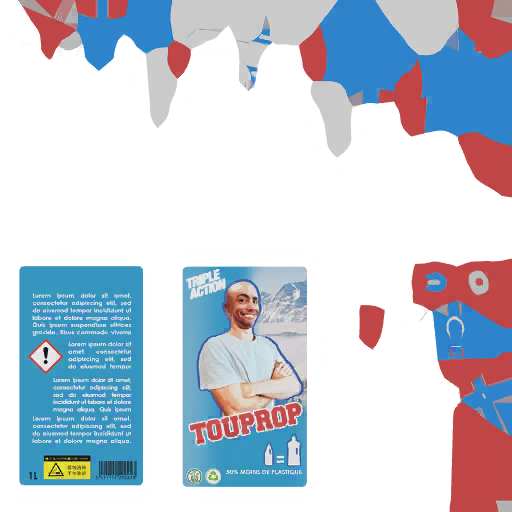 Lorem ipsum dolor sit amet,
consectetur adipiscing elit, sed
do eiusmod tempor incididunt ut
labore et dolore magna aliqua.
Quis ipsum suspendisse ultrices
gravida. Risus commodo viverra
Lorem ipsum dolor sit
amet, consectetur
adipiscing elit, sed do
eiusmod tempor
Lorem ipsum dolor sit amet,
consectetur adipiscing elit, sed
do eiusmod tempor
incididunt ut labore et dolore
magna aliqua. Quis ipsum
Lorem ipsum dolor sit amet,
consectetur adipiscing elit, sed
do eiusmod tempor incididunt ut
labore et dolore magna aliqua.
1L
TRIPLE
ACTION
TOUPROP
=
50% MOINS DE PLASTIQUE